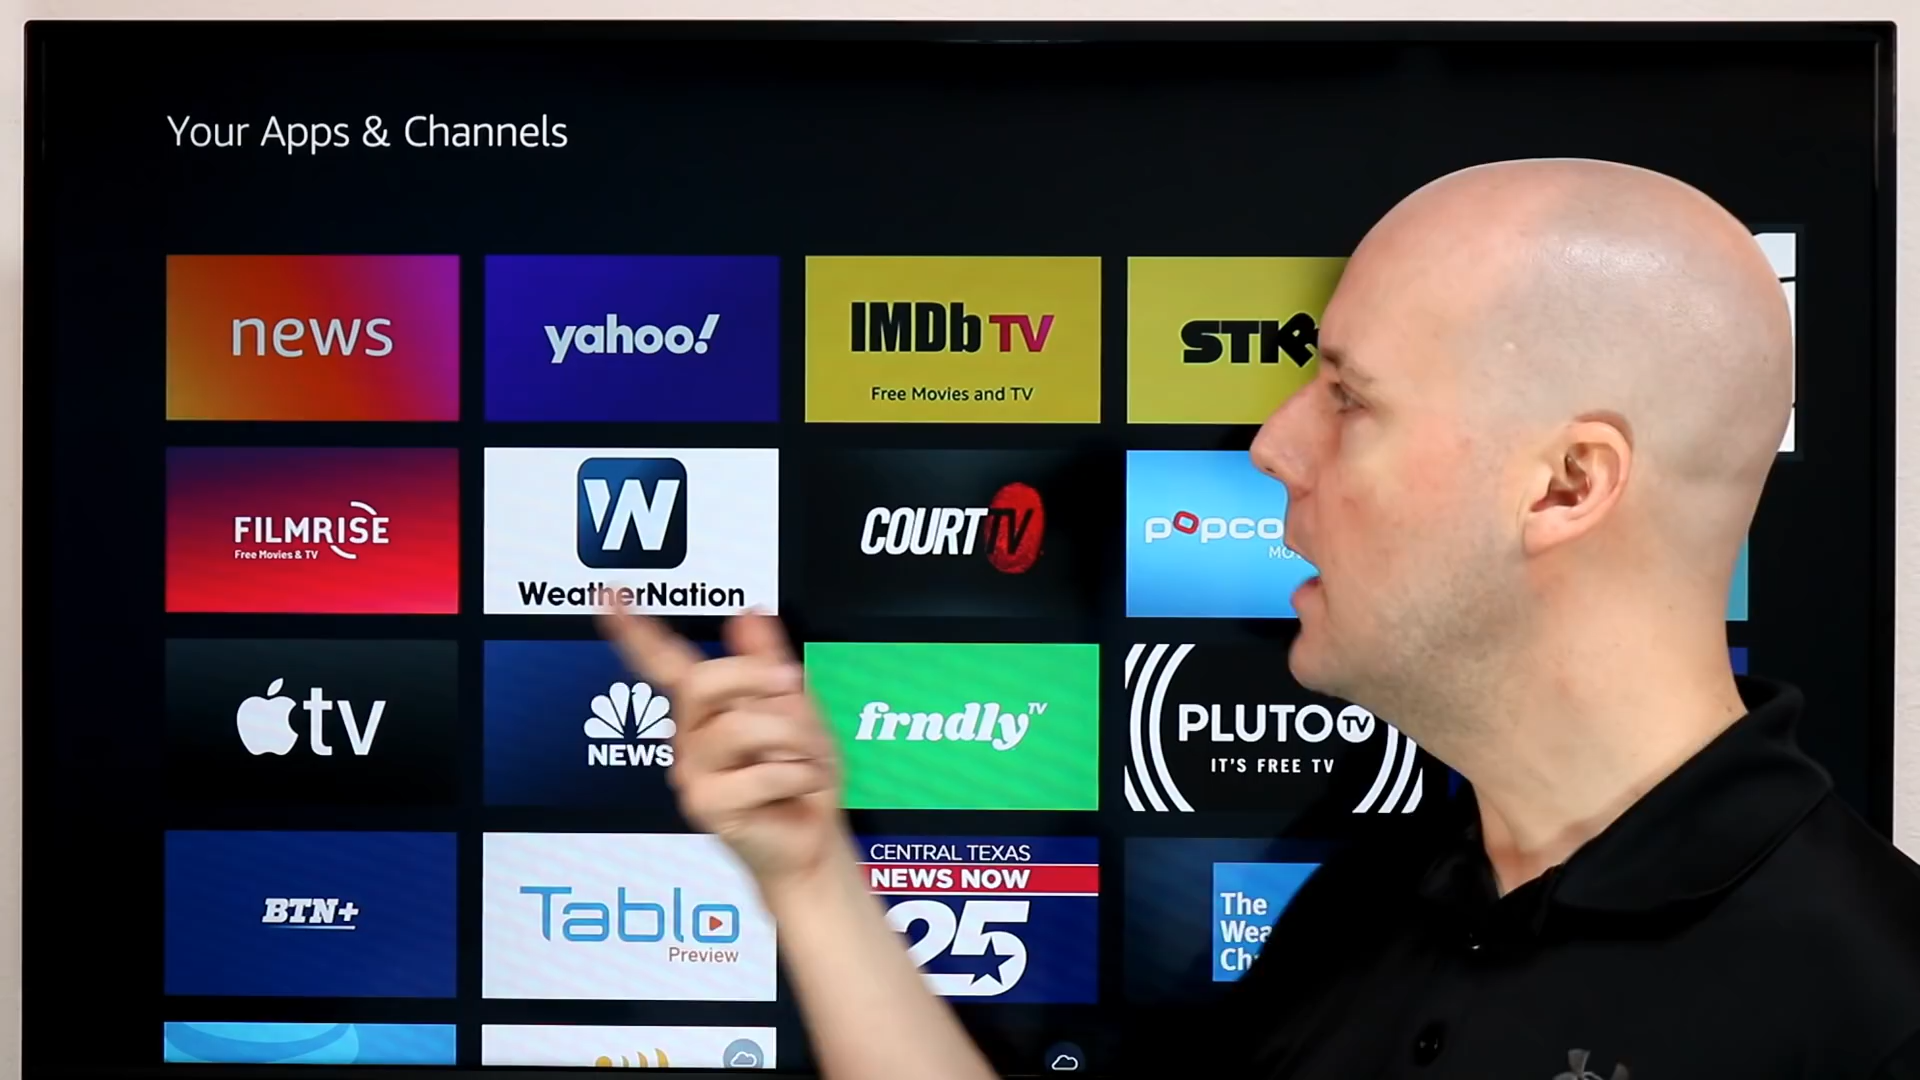 Your Apps & Channels
news
yahoo!
IMDb TV
Free Movies and TV
FILMRISE
Free Movies & TV
W
WeatherNation
COURT TV
tv
NEWS
frndly TV
PLUTO TV
IT'S FREE TV
BTN+
Tablo
Preview
CENTRAL TEXAS
NEWS NOW
25
The